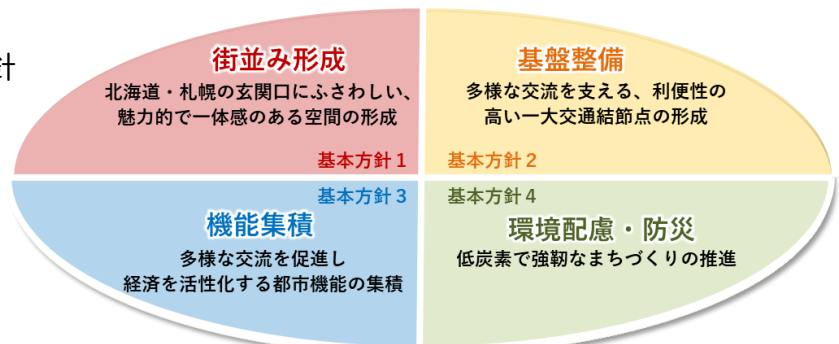 針
街並み形成
北海道・札幌の玄関口にふさわしい、
魅力的で一体感のある空間の形成
基本方針1
基盤整備
多様な交流を支える、利便性の
高い一大交通結節点の形成
基本方針2
基本方針3
機能集積
多様な交流を促進し
経済を活性化する都市機能の集積
基本方針4
環境配慮・防災
低炭素で強靭なまちづくりの推進